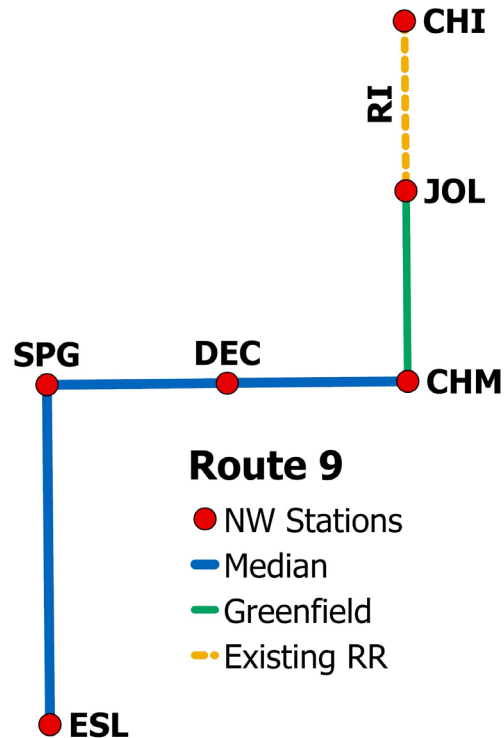 CHI
RI
JOL
SPG
DEC
CHM
Route 9
NW Stations
Median
Greenfield
Existing RR
ESL